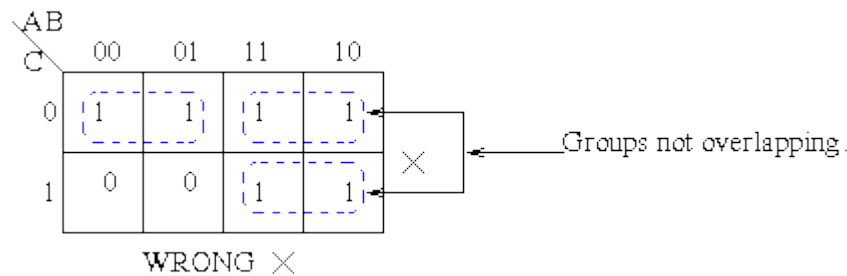 AB
C
00 01 11 10
0 1 1 1 1
Groups not overlapping.
1 0 0 1 1
WRONG ×